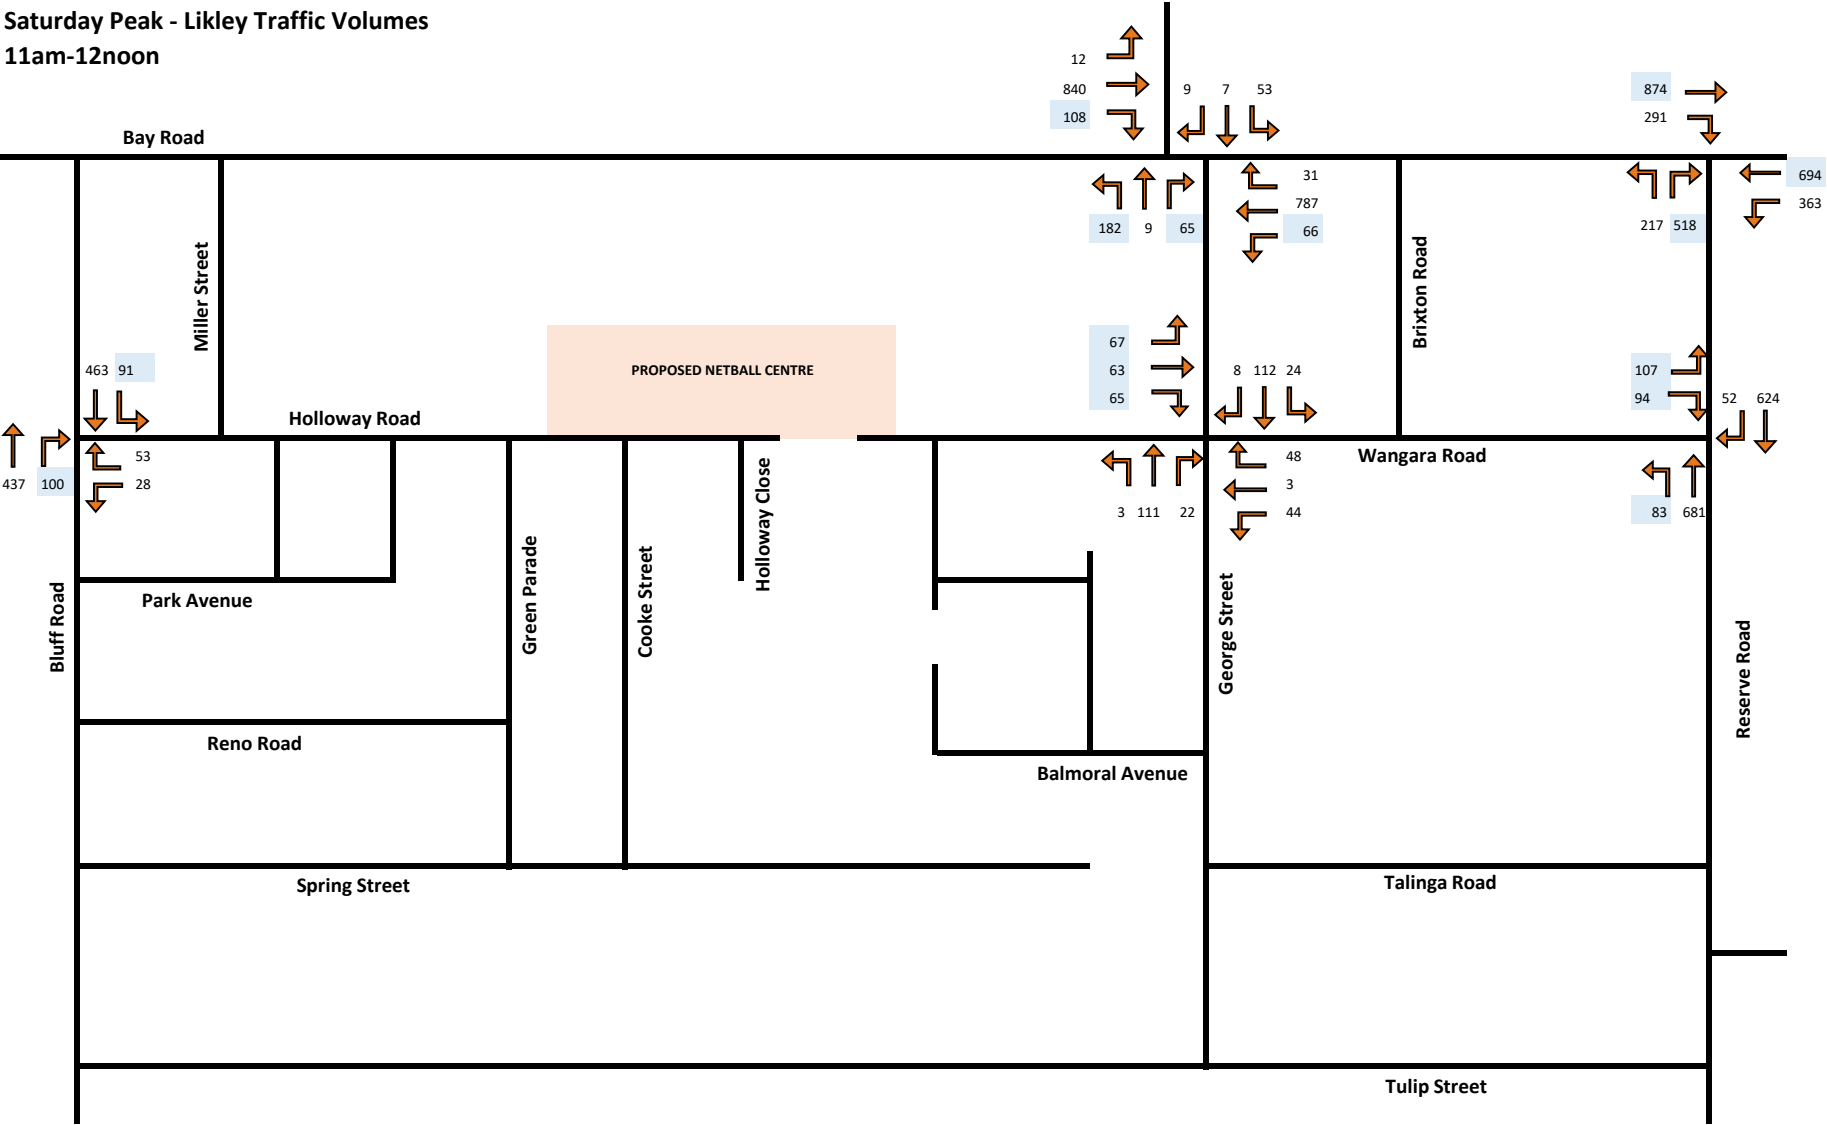 Saturday Peak - Likley Traffic Volumes
11am-12noon
12
840
108
9 7 53
874
291
Bay Road
31
787
66
182 9 65
694
363
217 518
Miller Street
Brixton Road
67
63
65
PROPOSED NETBALL CENTRE
463 91
8 112 24
107
94
52 624
Holloway Road
Wangara Road
53
28
437 100
48
3
44
3 111 22
83 681
Holloway Close
Green Parade
Cooke Street
Park Avenue
Bluff Road
George Street
Reserve Road
Reno Road
Balmoral Avenue
Spring Street
Talinga Road
Tulip Street